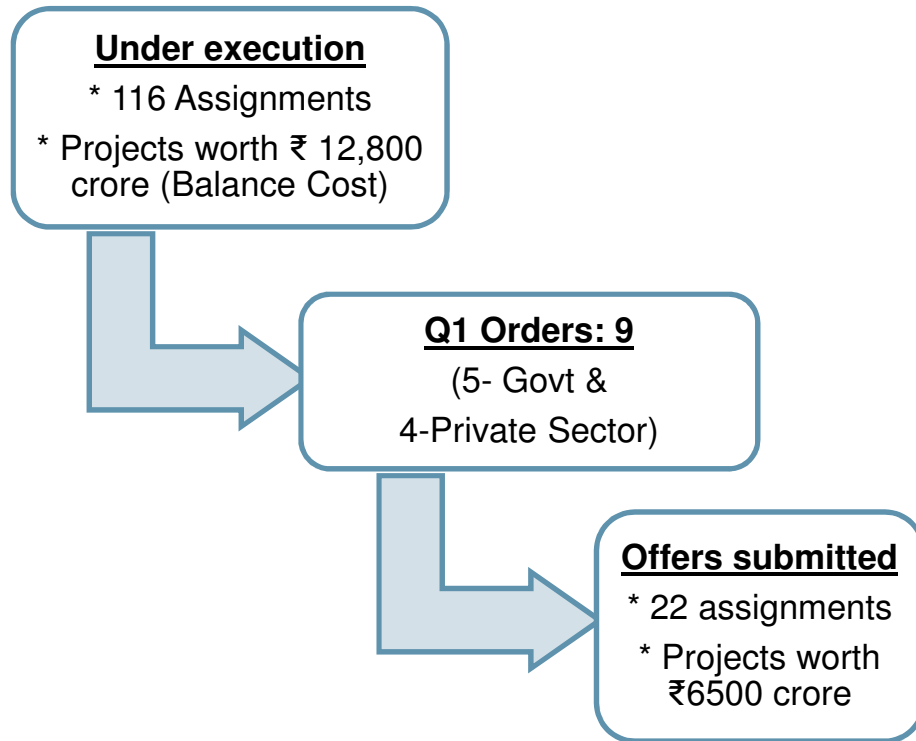 Under execution
* 116 Assignments
* Projects worth ₹ 12,800
crore (Balance Cost)
Q1 Orders: 9
(5- Govt &
4-Private Sector)
Offers submitted
* 22 assignments
* Projects worth
₹6500 crore